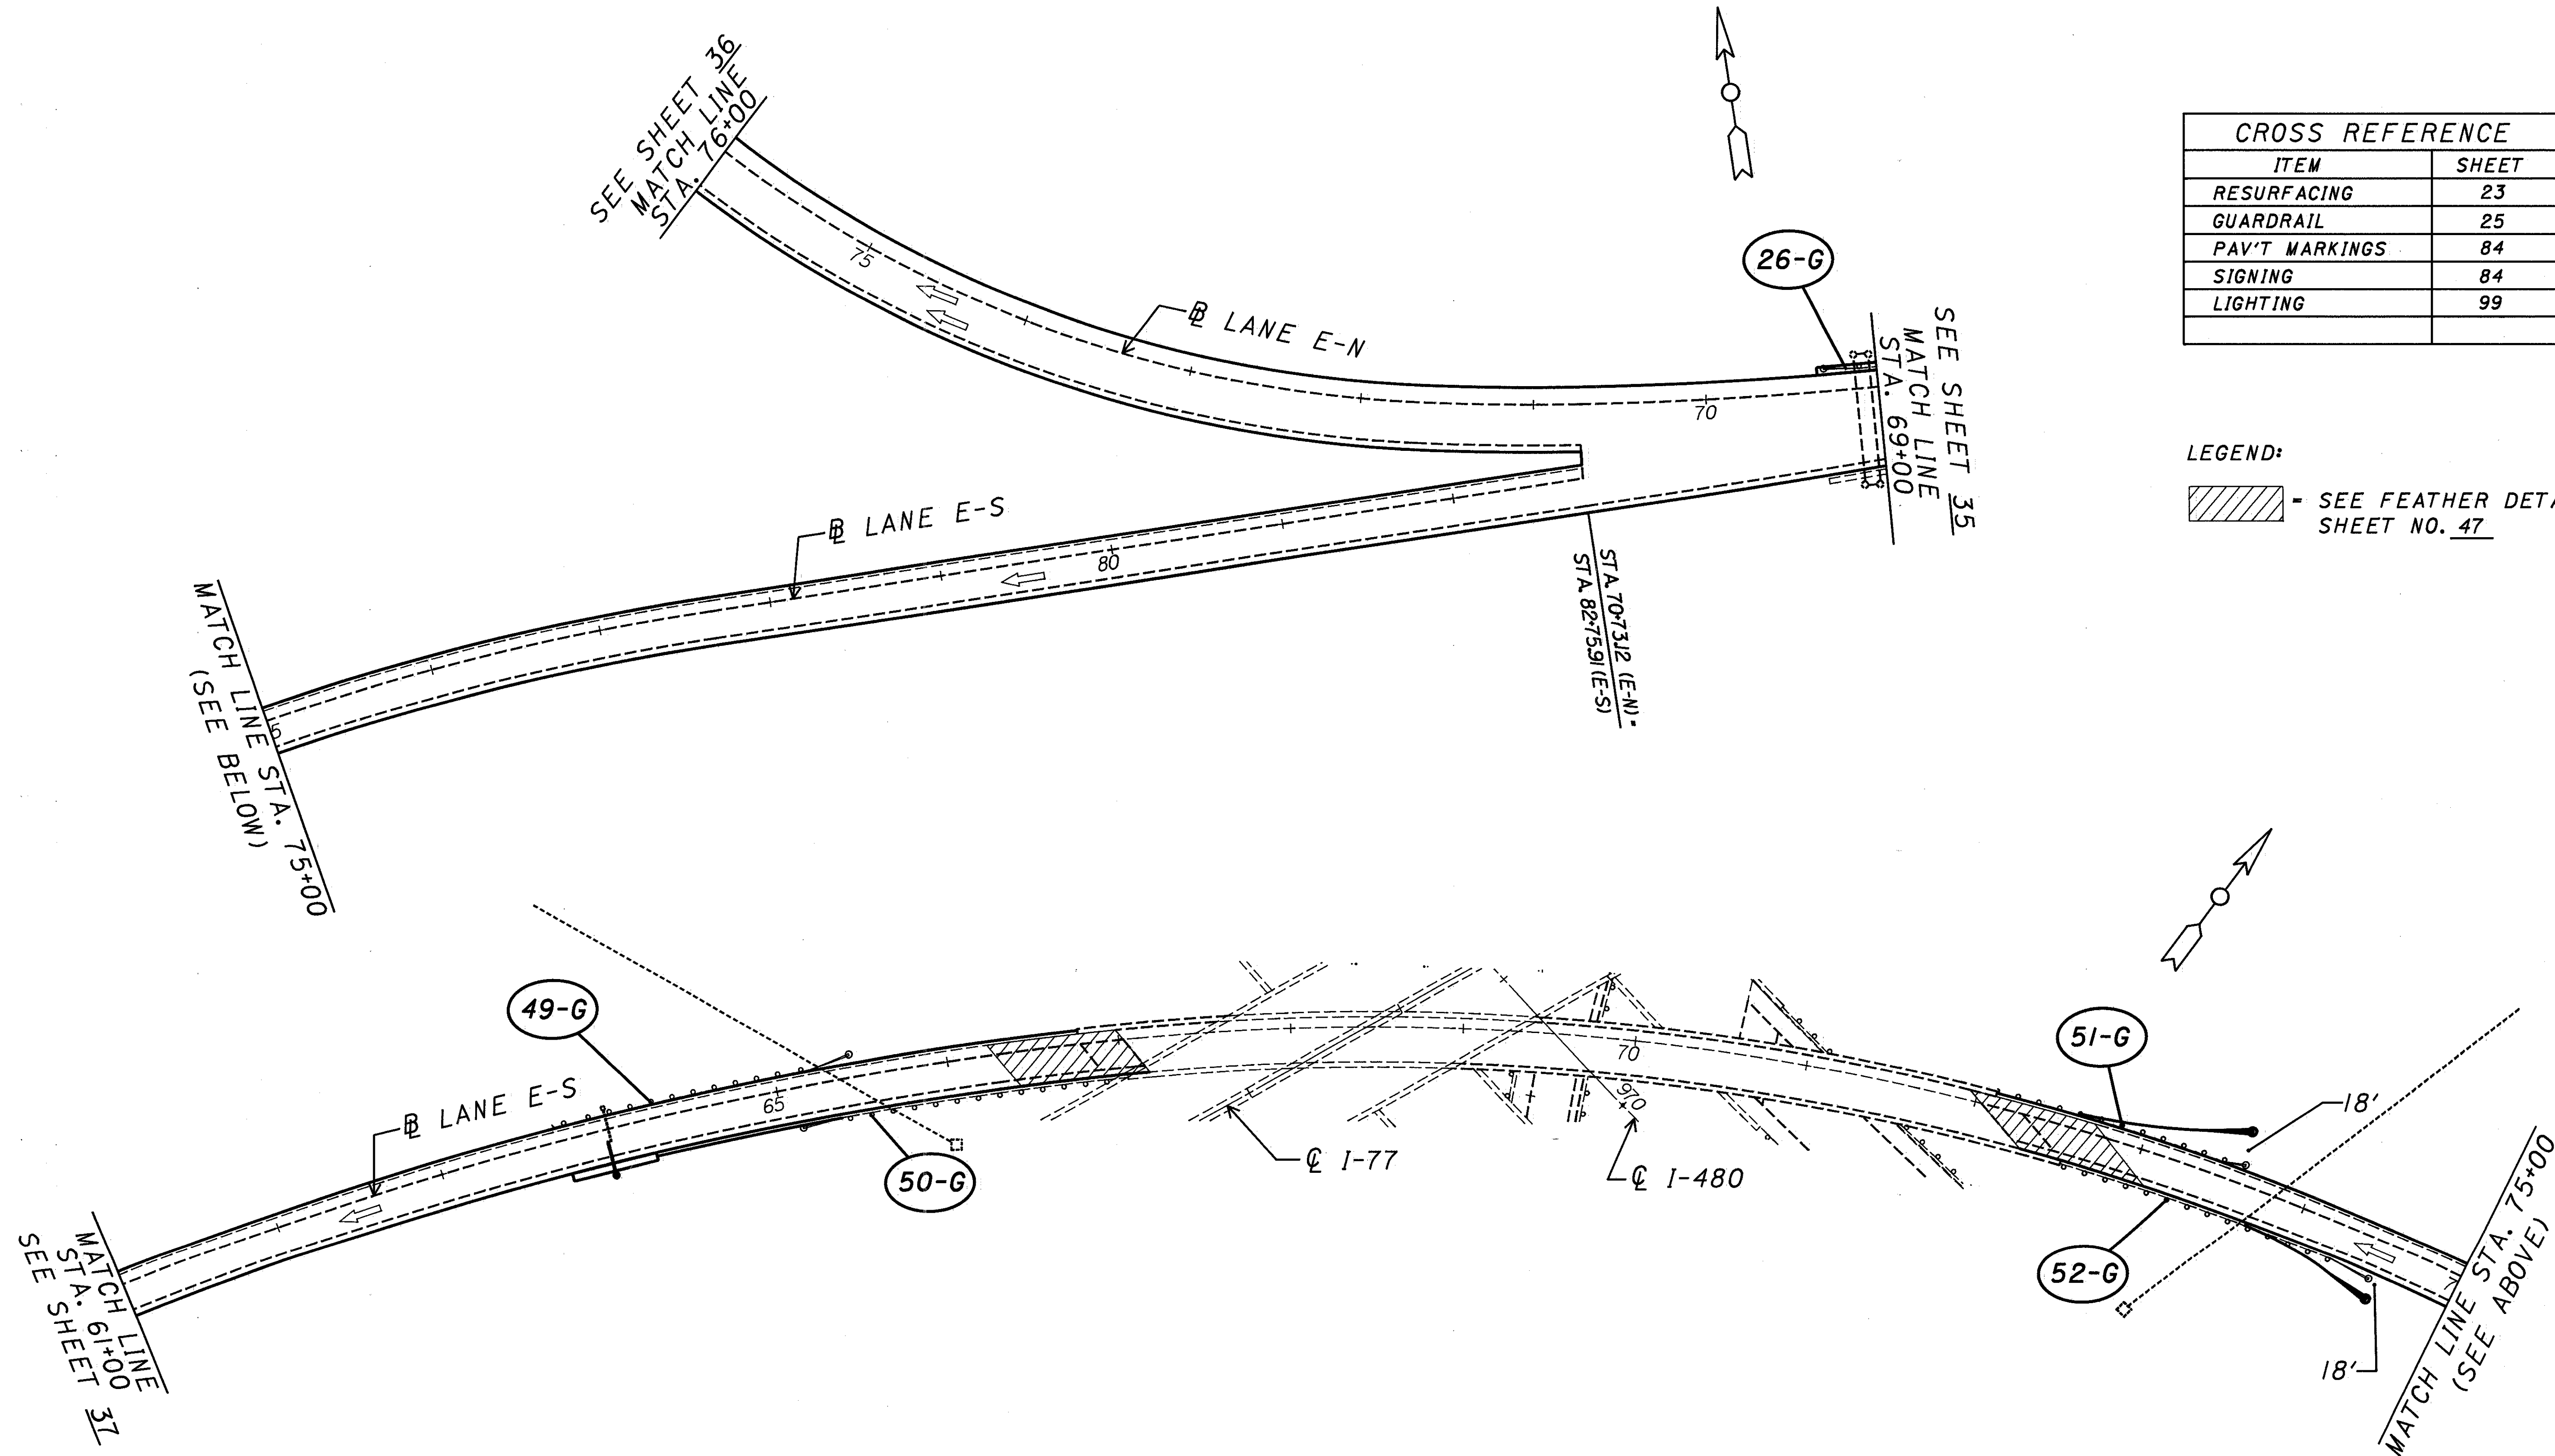 SEE SHEET 36
MATCH LINE
STA. 76+00
75
℄ LANE E-N
26-G
70
SEE SHEET 35
MATCH LINE
STA. 69+00
CROSS REFERENCE
ITEM SHEET
RESURFACING 23
GUARDRAIL 25
PAV'T MARKINGS 84
SIGNING 84
LIGHTING 99
LEGEND:
= SEE FEATHER
SHEET NO. 47
LANE E-S
80
STA. 70+73.12 (E-N)=
STA. 82+75.91 (E-S)
MATCH LINE STA. 75+00
(SEE BELOW)
5
49-G
LANE E-S
65
50-G
℄ I-77
70
970
℄ I-480
51-G
18'
52-G
18'
MATCH LINE STA. 75+00
(SEE ABOVE)
MATCH LINE
STA. 61+00
SEE SHEET 37